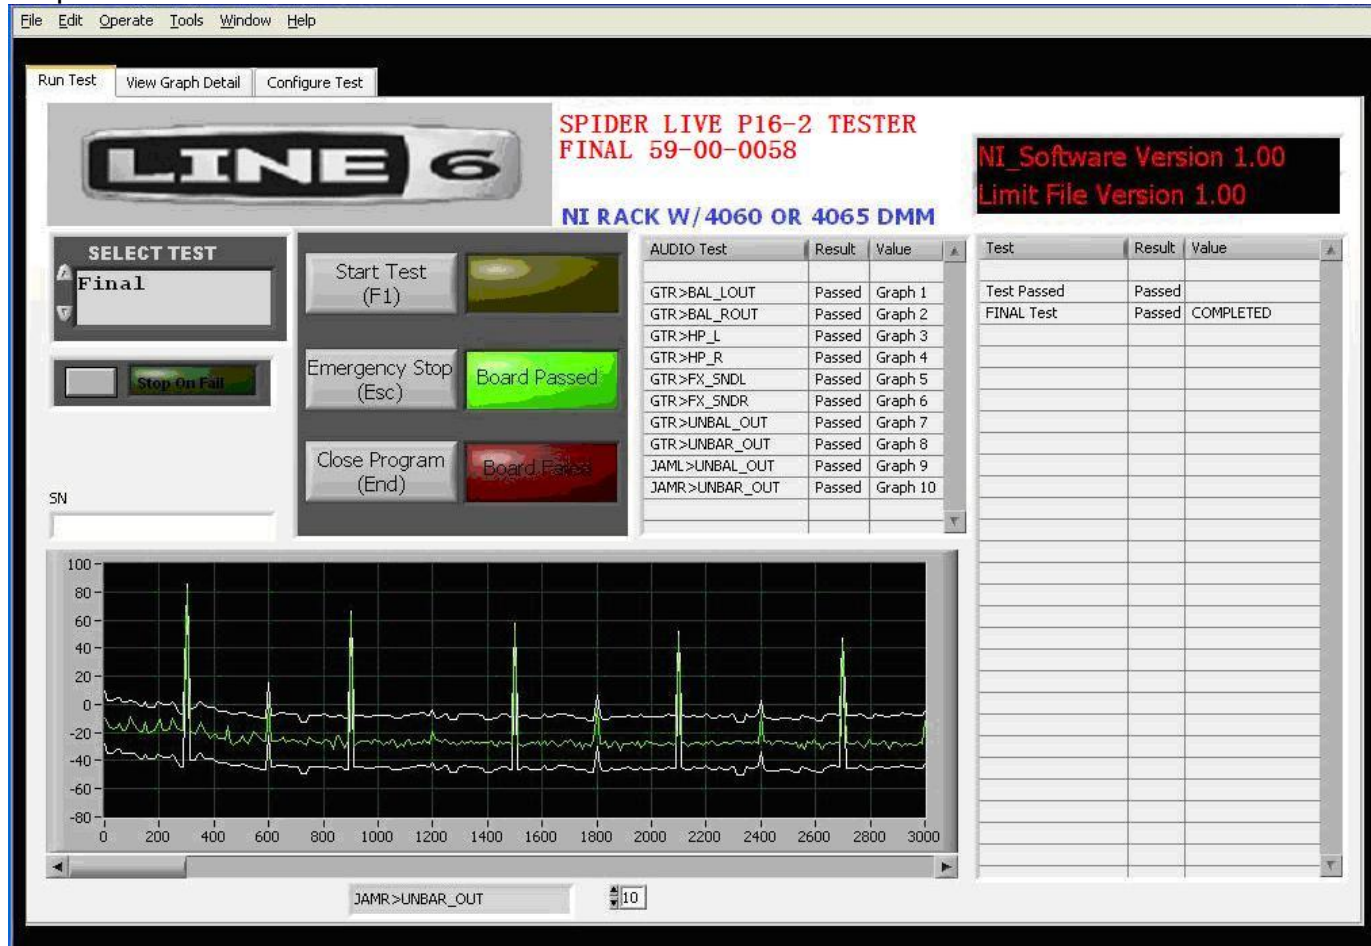 File Edit Operate Tools Window Help
Run Test View Graph Detail Configure Test
LINE 6
SPIDER LIVE P16-2 TESTER
FINAL 59-00-0058
NI RACK W/4060 OR 4065 DMM
NI_Software Version 1.00
Limit File Version 1.00
SELECT TEST
Final
Stop On Fail
SN
Start Test
(F1)
Emergency Stop
(Esc)
Board Passed
Close Program
(End)
Board Failed
AUDIO Test Result Value
GTR>BAL_LOUT Passed Graph 1
GTR>BAL_ROUT Passed Graph 2
GTR>HP_L Passed Graph 3
GTR>HP_R Passed Graph 4
GTR>FX_SNDL Passed Graph 5
GTR>FX_SNDR Passed Graph 6
GTR>UNBAL_OUT Passed Graph 7
GTR>UNBAR_OUT Passed Graph 8
JAML>UNBAL_OUT Passed Graph 9
JAMR>UNBAR_OUT Passed Graph 10
Test Result Value
Test Passed Passed
FINAL Test Passed COMPLETED
100
80
60
40
20
0
-20
-40
-60
-80
0 200 400 600 800 1000 1200 1400 1600 1800 2000 2200 2400 2600 2800 3000
JAMR>UNBAR_OUT 10